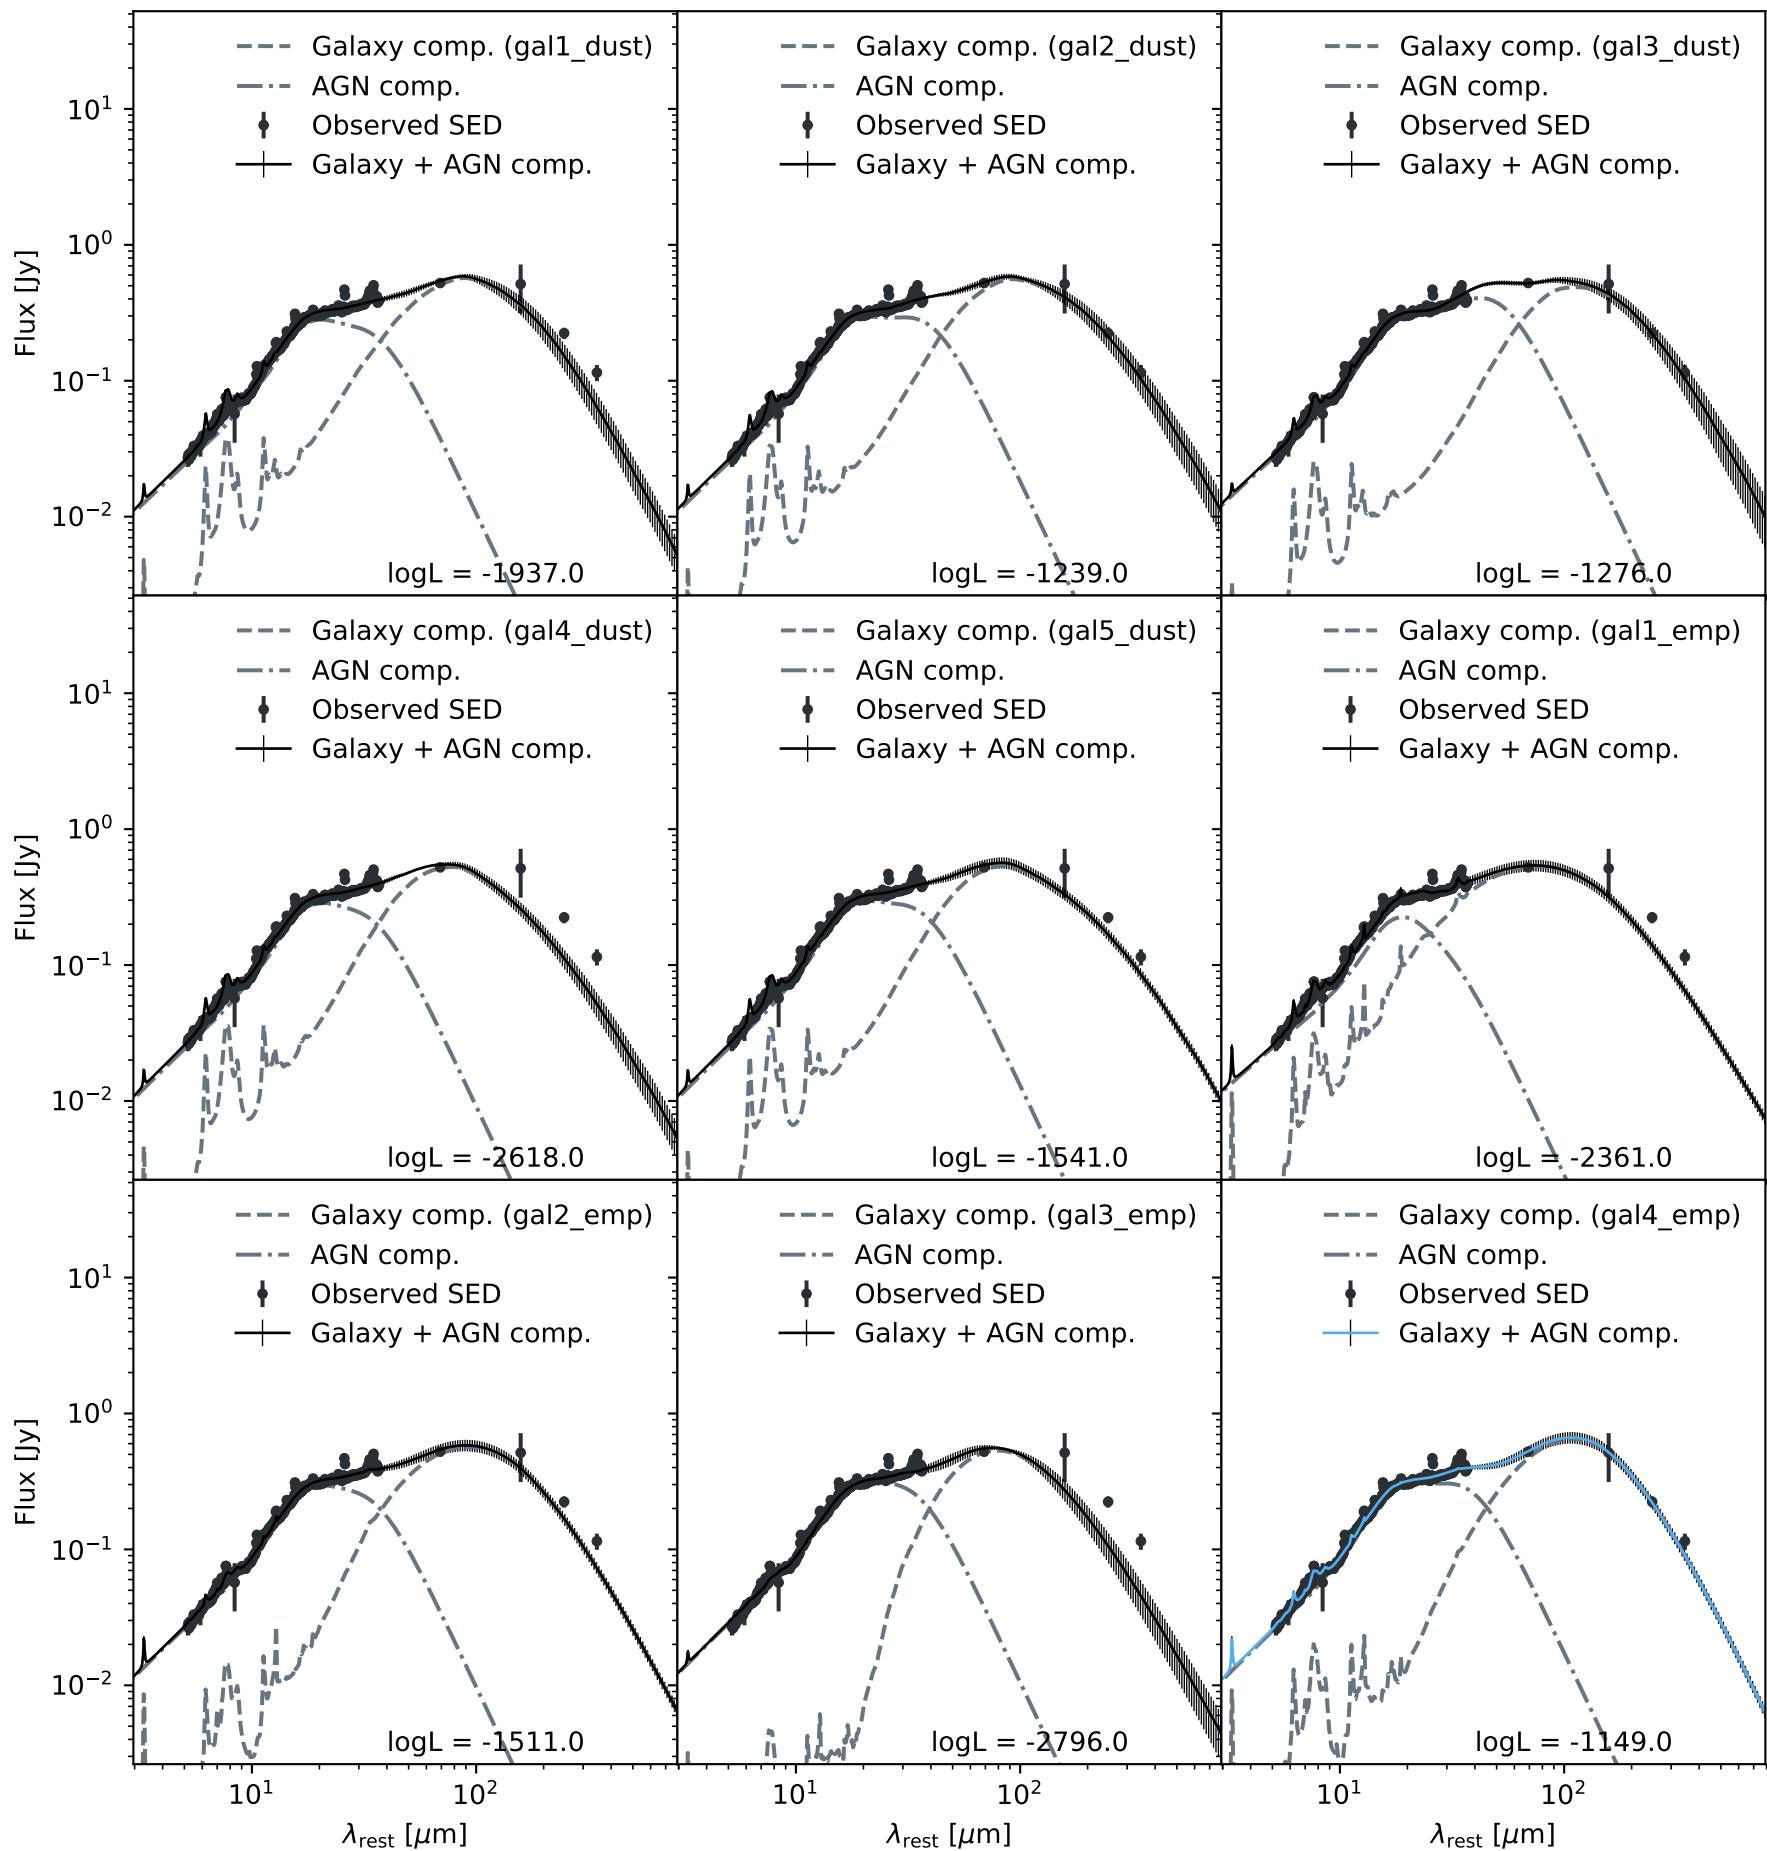 Galaxy comp. (gal1_dust)
AGN comp.
Observed SED
Galaxy + AGN comp.
logL = -1937.0
Galaxy comp. (gal2_dust)
AGN comp.
Observed SED
Galaxy + AGN comp.
logL = -1239.0
Galaxy comp. (gal3_dust)
AGN comp.
Observed SED
Galaxy + AGN comp.
logL = -1276.0
10¹
10⁰
10⁻¹
10⁻²
Flux [Jy]
Galaxy comp. (gal4_dust)
AGN comp.
Observed SED
Galaxy + AGN comp.
logL = -2618.0
Galaxy comp. (gal5_dust)
AGN comp.
Observed SED
Galaxy + AGN comp.
logL = -1541.0
Galaxy comp. (gal1_emp)
AGN comp.
Observed SED
Galaxy + AGN comp.
logL = -2361.0
10¹
10⁰
10⁻¹
10⁻²
Flux [Jy]
Galaxy comp. (gal2_emp)
AGN comp.
Observed SED
Galaxy + AGN comp.
logL = -1511.0
Galaxy comp. (gal3_emp)
AGN comp.
Observed SED
Galaxy + AGN comp.
logL = -2796.0
Galaxy comp. (gal4_emp)
AGN comp.
Observed SED
Galaxy + AGN comp.
logL = -1149.0
10¹
10⁰
10⁻¹
10⁻²
Flux [Jy]
10¹ 10² 10¹ 10² 10¹ 10²
λrest [μm] λrest [μm] λrest [μm]